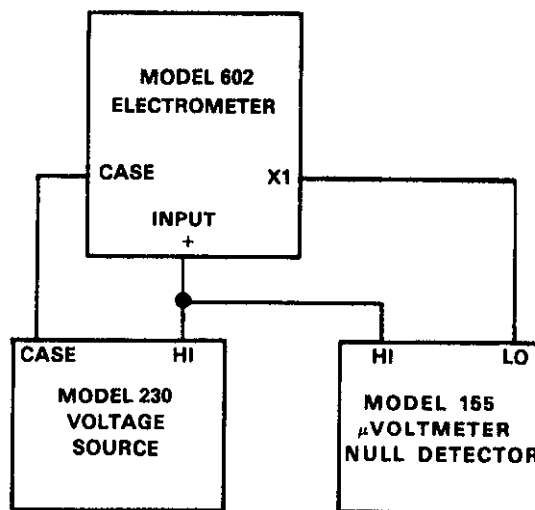 MODEL 602
ELECTROMETER
CASE
X1
INPUT
+
CASE
HI
HI
LO
MODEL 230
VOLTAGE
SOURCE
MODEL 155
μVOLTMETER
NULL DETECTOR